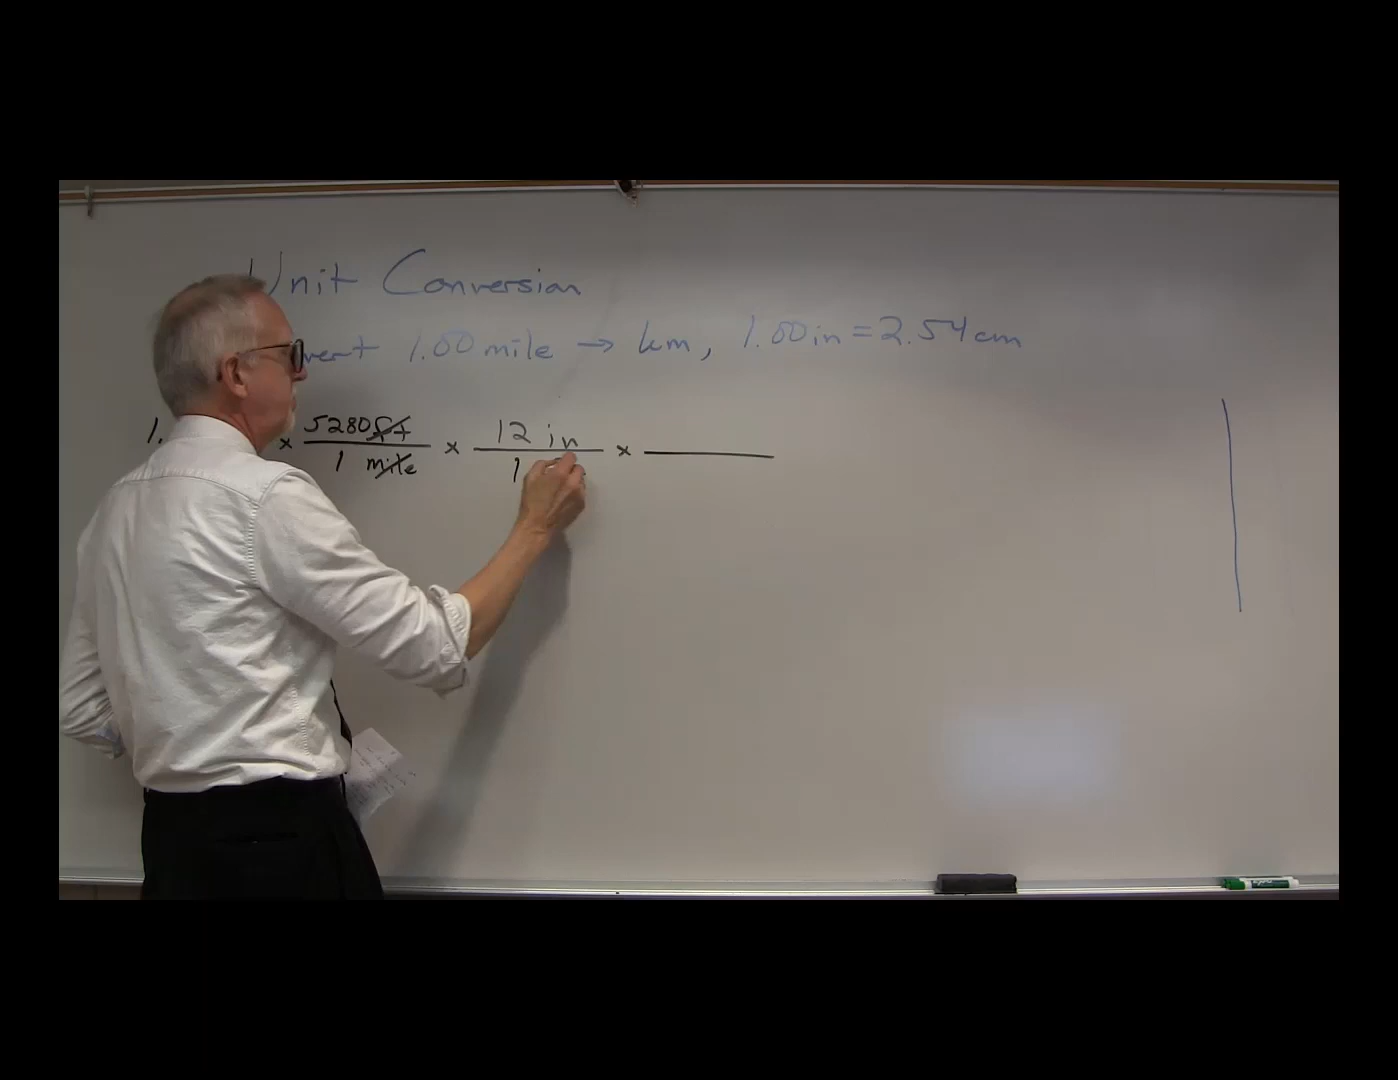 Unit Conversion
1.00 mile → km, 1.00 in = 2.54 cm
1. × 5280 ft / 1 mile × 12 in / 1 ×